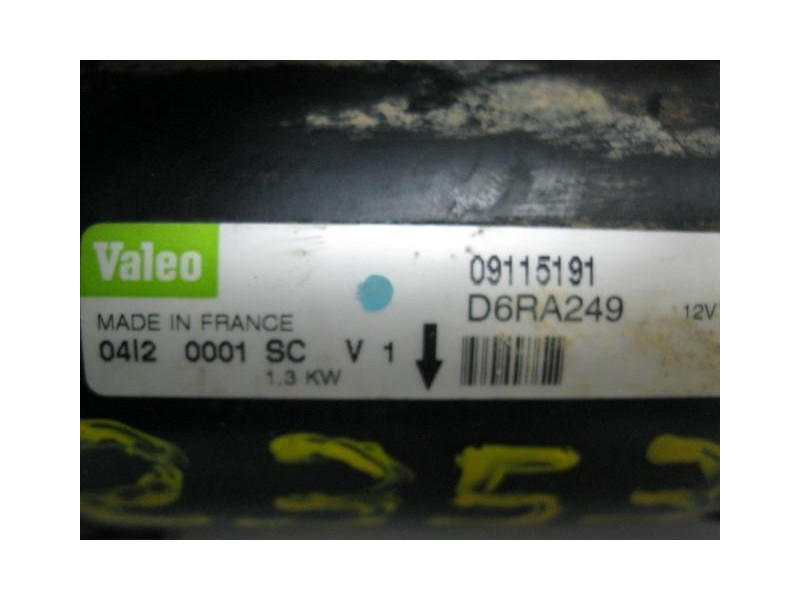 Valeo
09115191
D6RA249 12V
MADE IN FRANCE
04I2 0001 SC V 1
1.3 KW